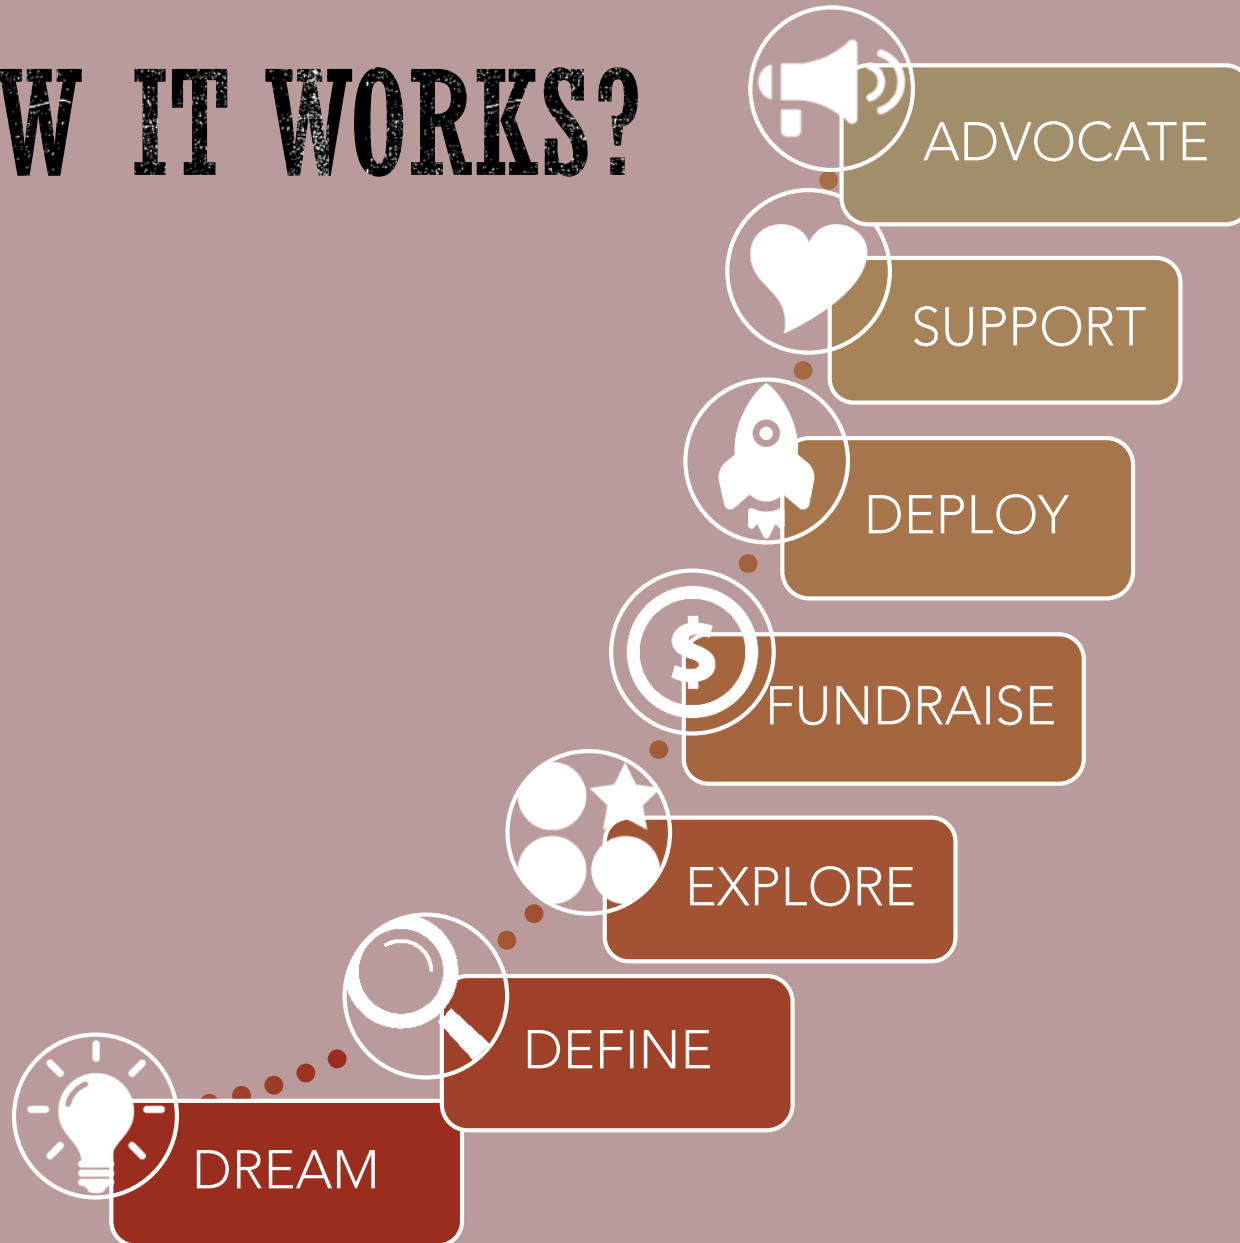 W IT WORKS?
ADVOCATE
SUPPORT
DEPLOY
$
FUNDRAISE
EXPLORE
DEFINE
DREAM